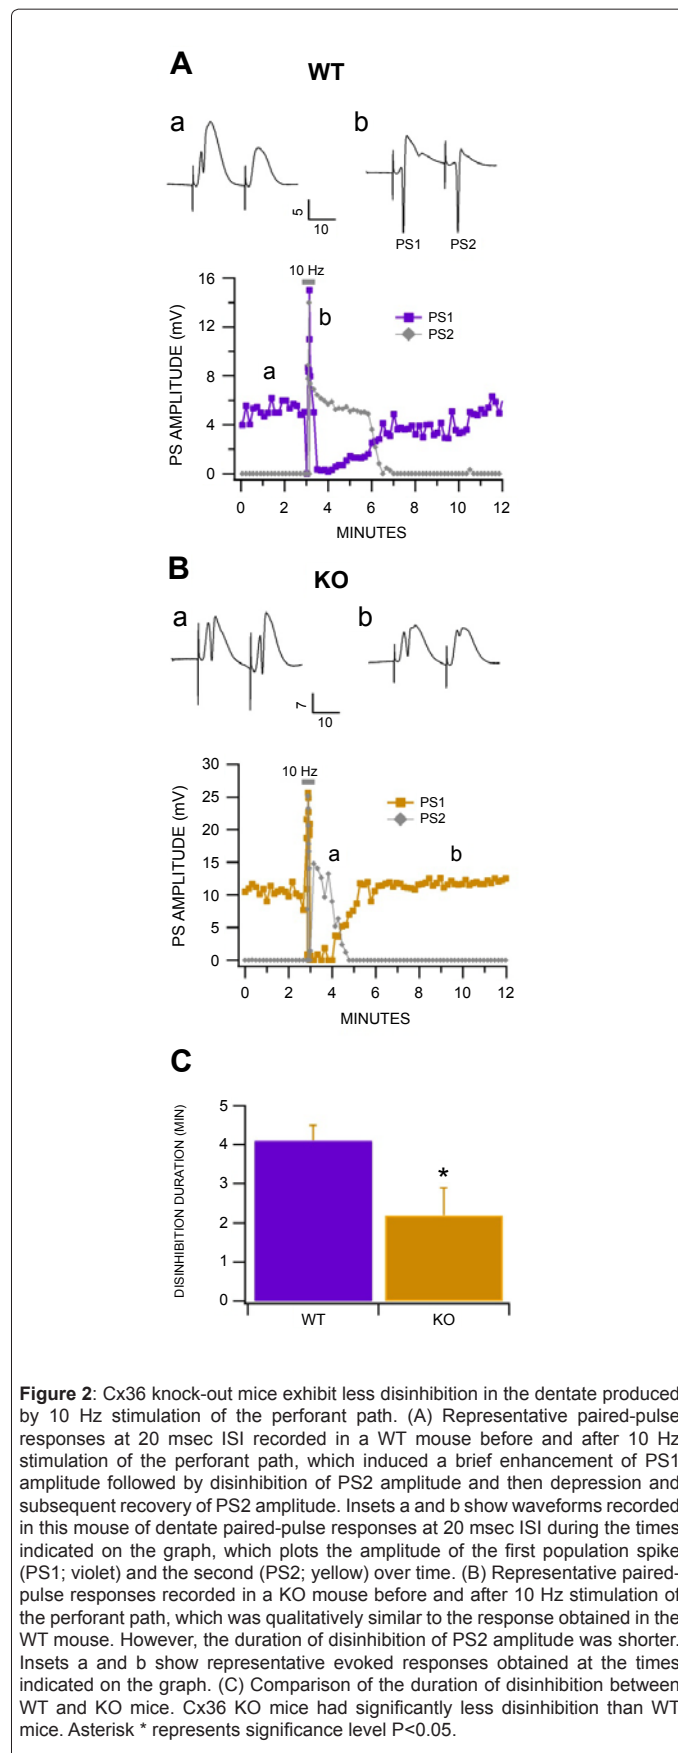 A
WT
a
b
5
10
PS1
PS2
10 Hz
16
12
8
4
0
b
a
PS1
PS2
PS AMPLITUDE (mV)
0 2 4 6 8 10 12
MINUTES
B
KO
a
b
7
10
10 Hz
30
25
20
15
10
5
0
PS1
PS2
a
b
PS AMPLITUDE (mV)
0 2 4 6 8 10 12
MINUTES
C
5
4
3
2
1
0
*
DISINHIBITION DURATION (MIN)
WT KO
Figure 2: Cx36 knock-out mice exhibit less disinhibition in the dentate produced
by 10 Hz stimulation of the perforant path. (A) Representative paired-pulse
responses at 20 msec ISI recorded in a WT mouse before and after 10 Hz
stimulation of the perforant path, which induced a brief enhancement of PS1
amplitude followed by disinhibition of PS2 amplitude and then depression and
subsequent recovery of PS2 amplitude. Insets a and b show waveforms recorded
in this mouse of dentate paired-pulse responses at 20 msec ISI during the times
indicated on the graph, which plots the amplitude of the first population spike
(PS1; violet) and the second (PS2; yellow) over time. (B) Representative paired-
pulse responses recorded in a KO mouse before and after 10 Hz stimulation of
the perforant path, which was qualitatively similar to the response obtained in the
WT mouse. However, the duration of disinhibition of PS2 amplitude was shorter.
Insets a and b show representative evoked responses obtained at the times
indicated on the graph. (C) Comparison of the duration of disinhibition between
WT and KO mice. Cx36 KO mice had significantly less disinhibition than WT
mice. Asterisk * represents significance level P<0.05.